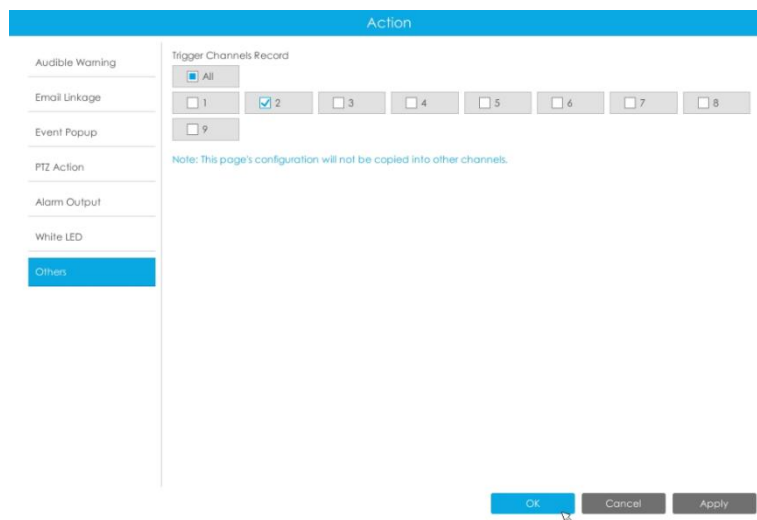 Action
Audible Warning
Email Linkage
Event Popup
PTZ Action
Alarm Output
White LED
Others
Trigger Channels Record
All
1 2 3 4 5 6 7 8
9
Note: This page's configuration will not be copied into other channels.
OK Cancel Apply